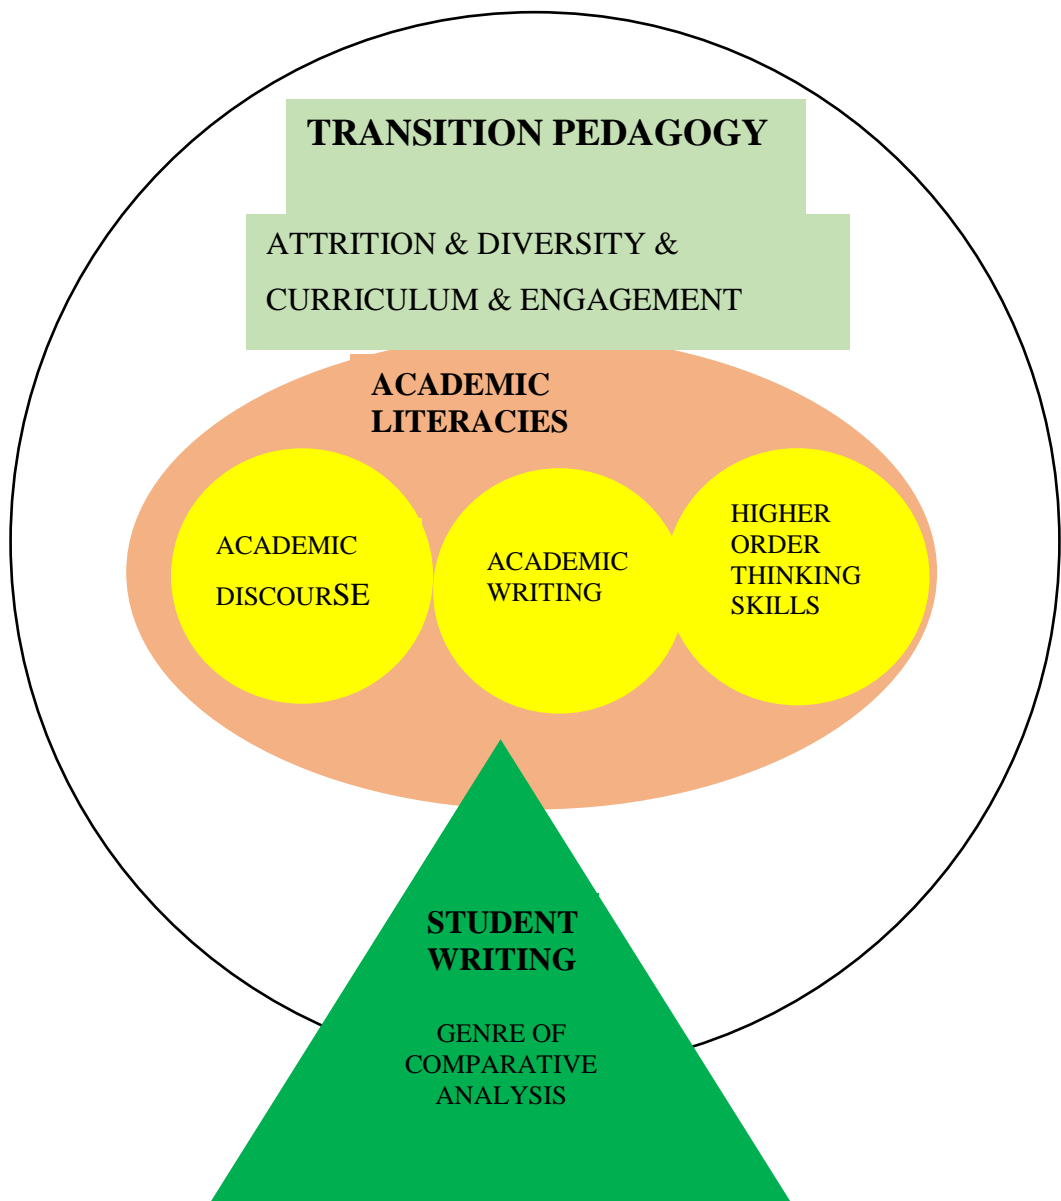 TRANSITION PEDAGOGY
ATTRITION & DIVERSITY &
CURRICULUM & ENGAGEMENT
ACADEMIC
LITERACIES
ACADEMIC
DISCOURSE
ACADEMIC
WRITING
HIGHER
ORDER
THINKING
SKILLS
STUDENT
WRITING
GENRE OF
COMPARATIVE
ANALYSIS